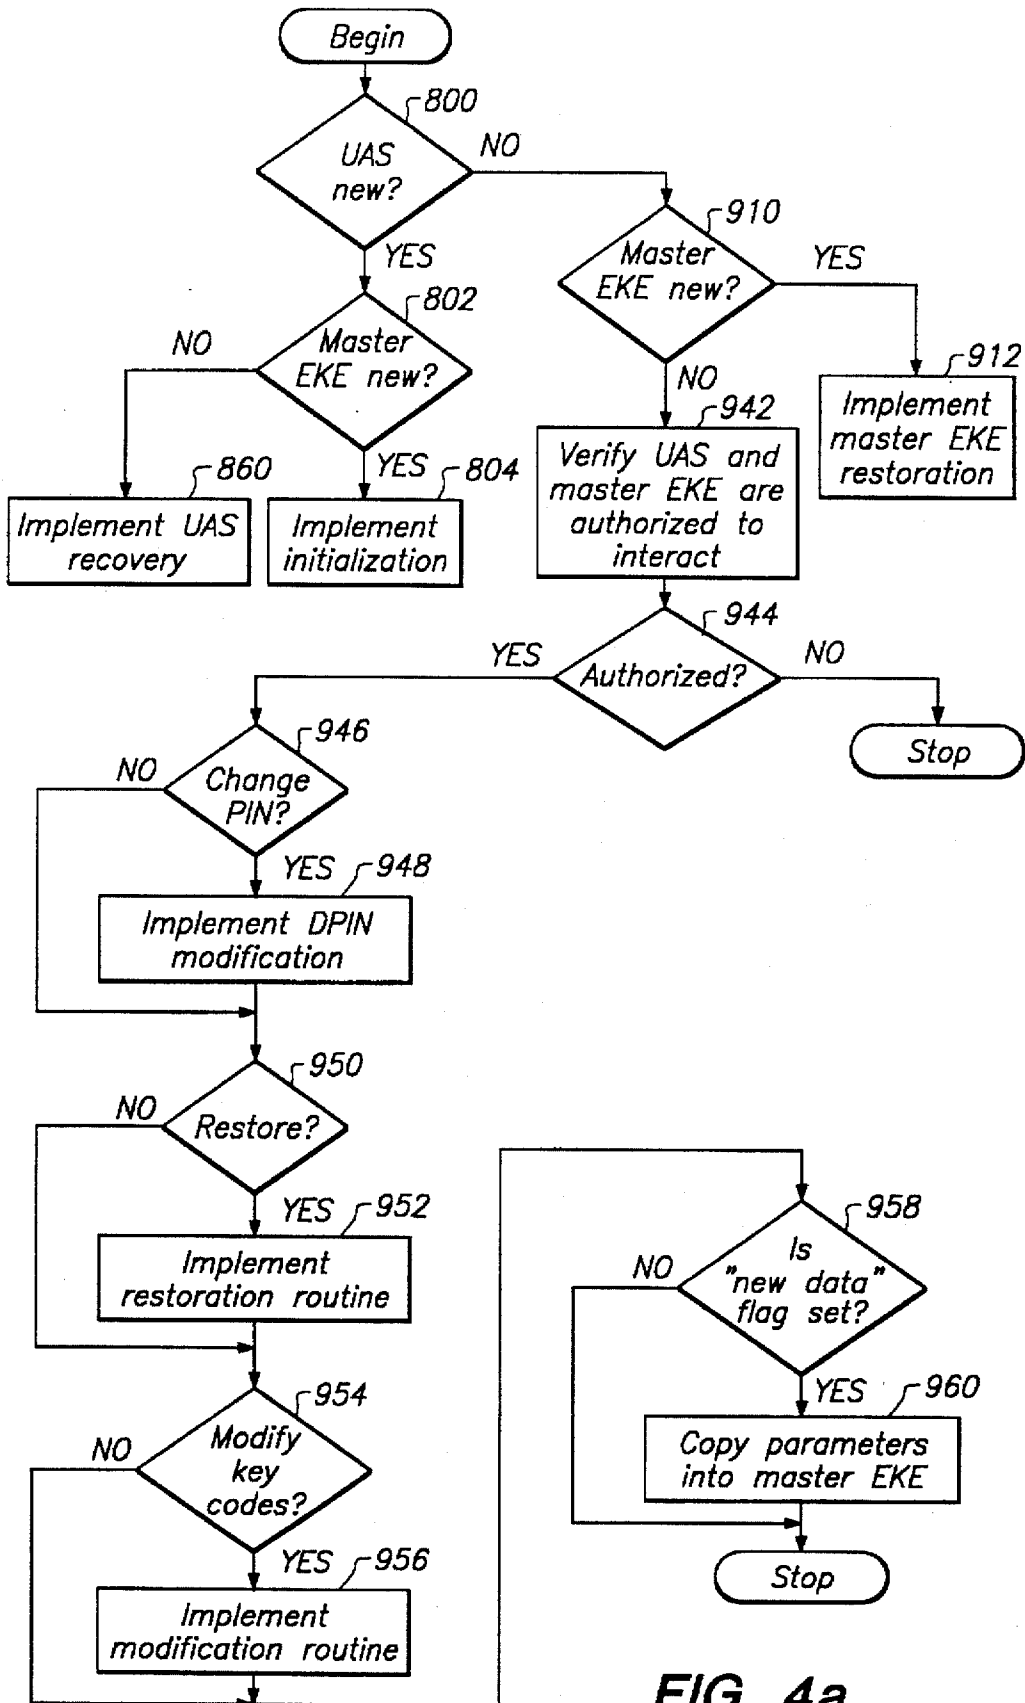 Begin
800
UAS
new?
NO
YES
910
Master
EKE new?
YES
NO
802
Master
EKE new?
NO
YES
912
Implement
master EKE
restoration
942
Verify UAS and
master EKE are
authorized to
interact
860
Implement UAS
recovery
804
Implement
initialization
944
Authorized?
YES
NO
Stop
946
Change
PIN?
NO
YES
948
Implement DPIN
modification
950
Restore?
NO
YES
952
Implement
restoration routine
954
Modify
key
codes?
NO
YES
956
Implement
modification routine
958
Is
"new data"
flag set?
NO
YES
960
Copy parameters
into master EKE
Stop
FIG. 4a